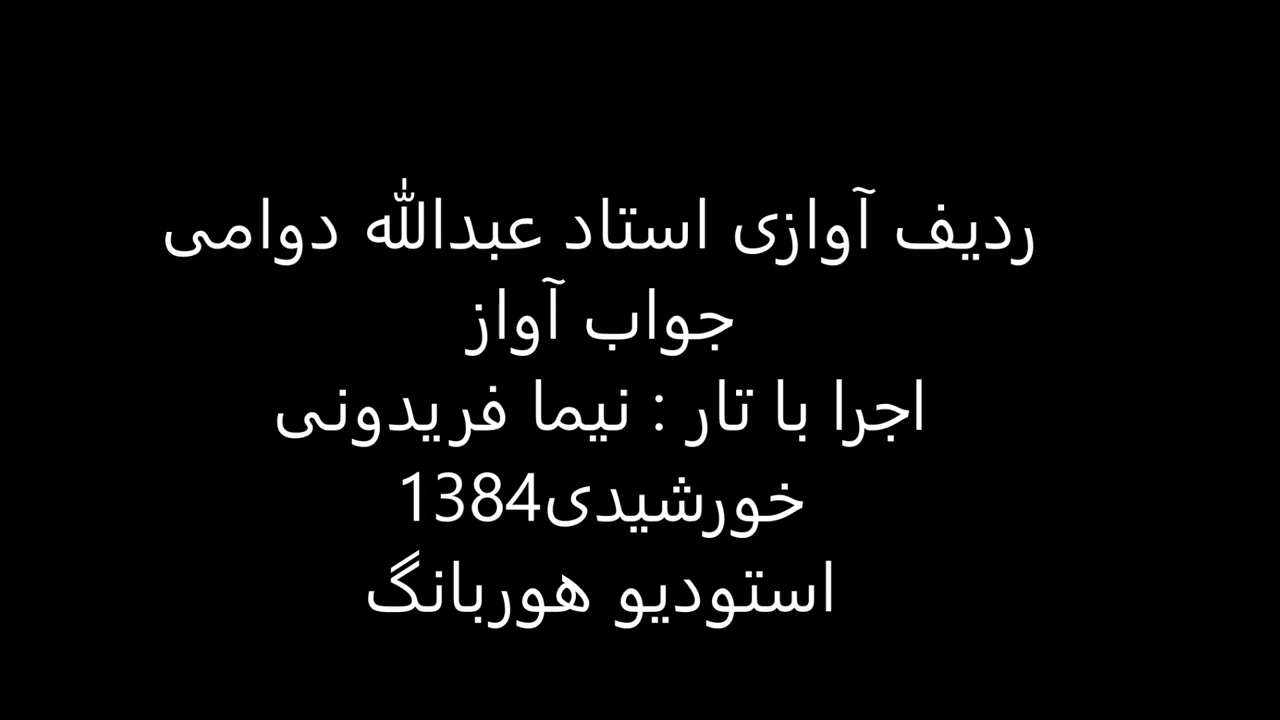 ردیف آوازی استاد عبدالله دوامی
جواب آواز
اجرا با تار : نیما فریدونی
خورشیدی1384
استودیو هوربانگ